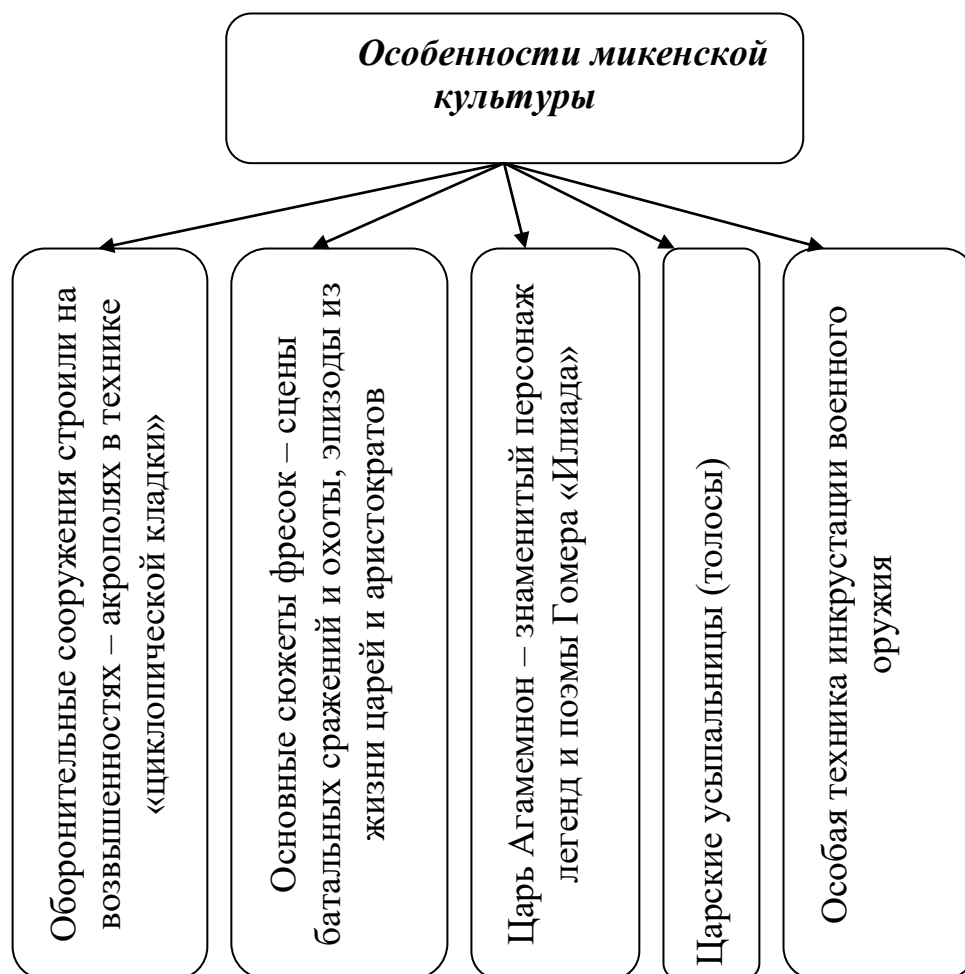 Особенности микенской
культуры
Оборонительные сооружения строили на
возвышенностях – акрополях в технике
«циклопической кладки»
Основные сюжеты фресок – сцены
батальных сражений и охоты, эпизоды из
жизни царей и аристократов
Царь Агамемнон – знаменитый персонаж
легенд и поэмы Гомера «Илиада»
Царские усыпальницы (толосы)
Особая техника инкрустации военного
оружия